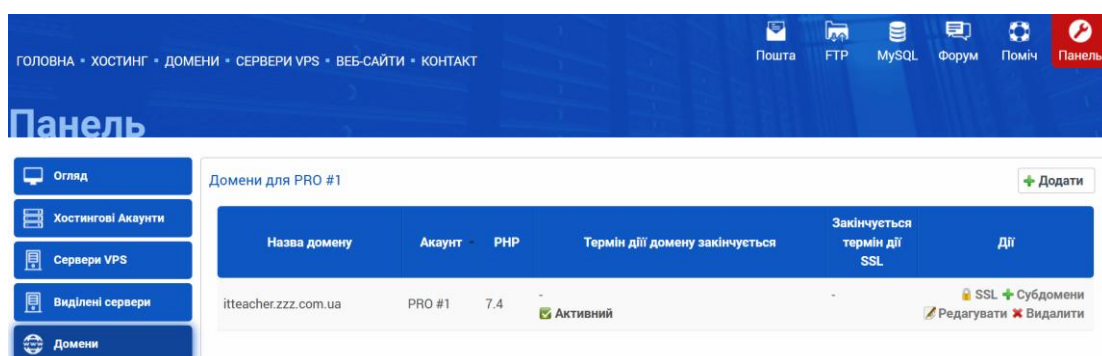 Пошта FTP MySQL Форум Поміч Панель
ГОЛОВНА ▪ ХОСТИНГ ▪ ДОМЕНИ ▪ СЕРВЕРИ VPS ▪ ВЕБ-САЙТИ ▪ КОНТАКТ
Панель
Огляд
Хостингові Акаунти
Сервери VPS
Виділені сервери
Домени
Домени для PRO #1
Додати
Назва домену Акаунт PHP Термін діїї домену закінчується Закінчується термін дії SSL Дії
itteacher.zzz.com.ua PRO #1 7.4 - Активний - SSL Субдомени
Редагувати Видалити